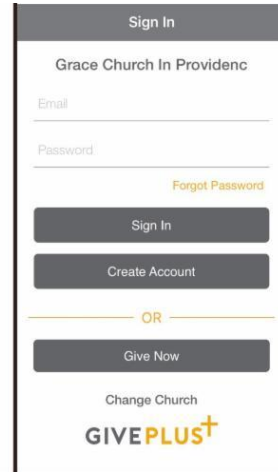 Sign In
Grace Church In Providenc
Email
Password
Forgot Password
Sign In
Create Account
OR
Give Now
Change Church
GIVEPLUS+